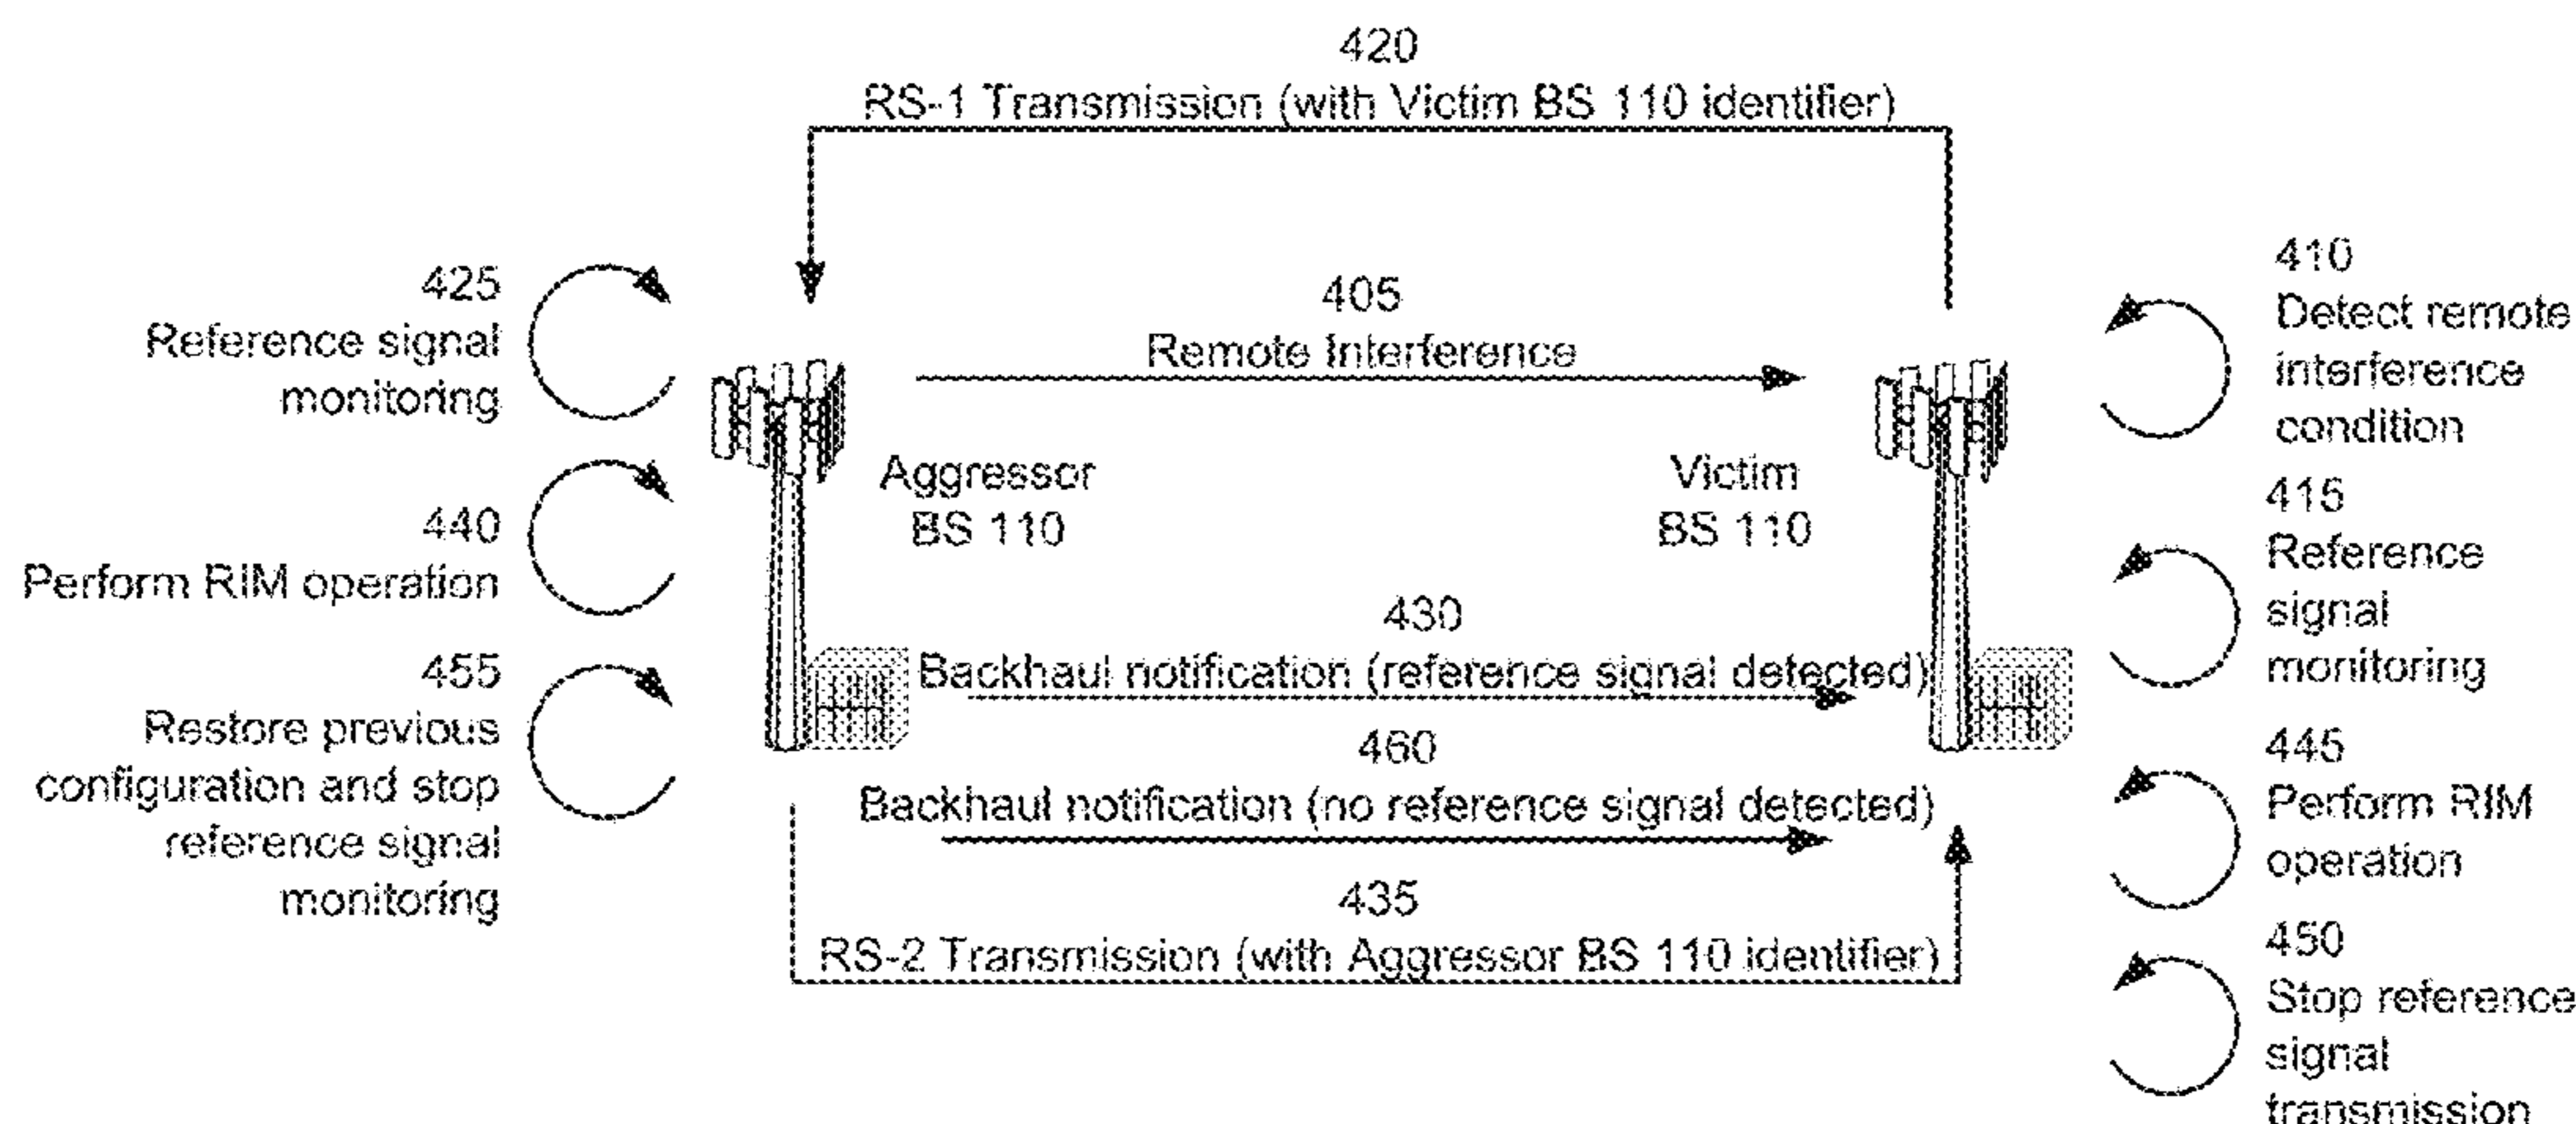 420
RS-1 Transmission (with Victim BS 110 identifier)
425
Reference signal
monitoring
405
Remote Interference
410
Detect remote
interference
condition
Aggressor
BS 110
Victim
BS 110
415
Reference
signal
monitoring
440
Perform RIM operation
430
Backhaul notification (reference signal detected)
455
Restore previous
configuration and stop
reference signal
monitoring
460
Backhaul notification (no reference signal detected)
445
Perform RIM
operation
435
RS-2 Transmission (with Aggressor BS 110 identifier)
450
Stop reference
signal
transmission